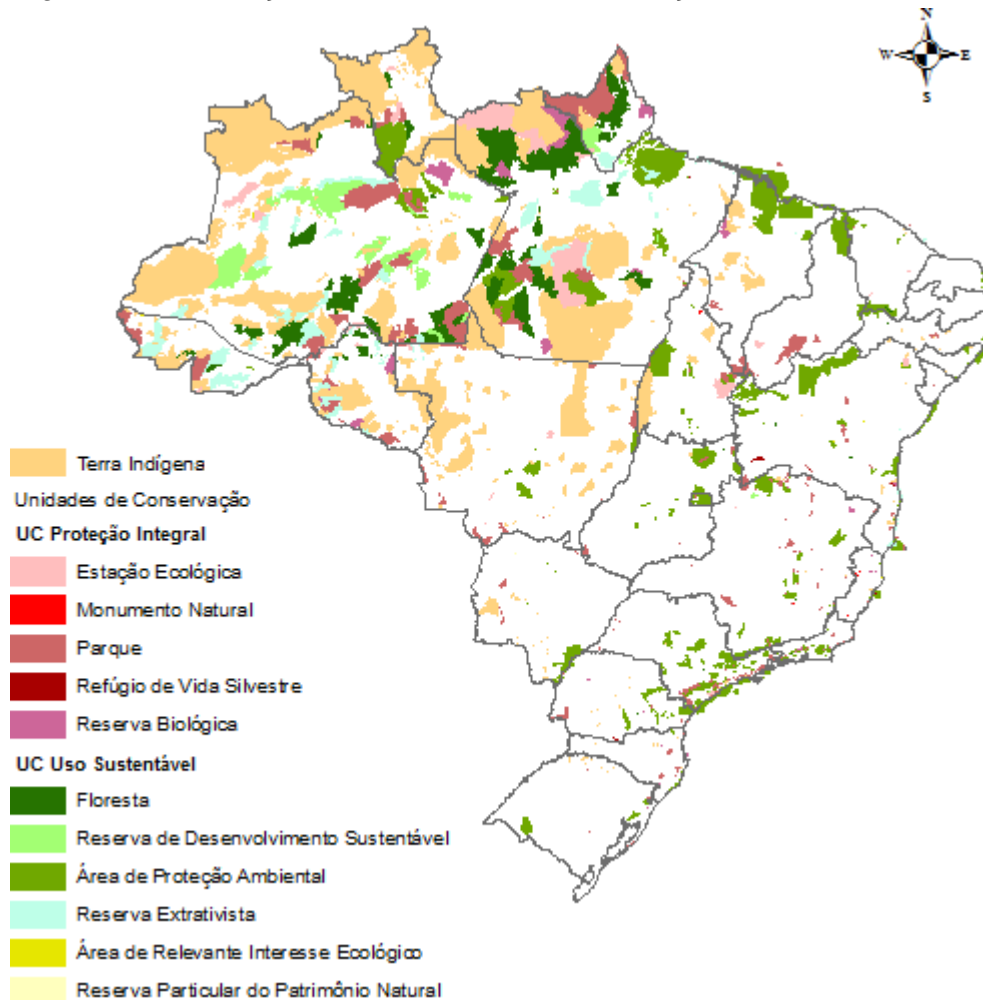 N
W E
S
Terra Indígena
Unidades de Conservação
UC Proteção Integral
Estação Ecológica
Monumento Natural
Parque
Refúgio de Vida Silvestre
Reserva Biológica
UC Uso Sustentável
Floresta
Reserva de Desenvolvimento Sustentável
Área de Proteção Ambiental
Reserva Extrativista
Área de Relevante Interesse Ecológico
Reserva Particular do Patrimônio Natural